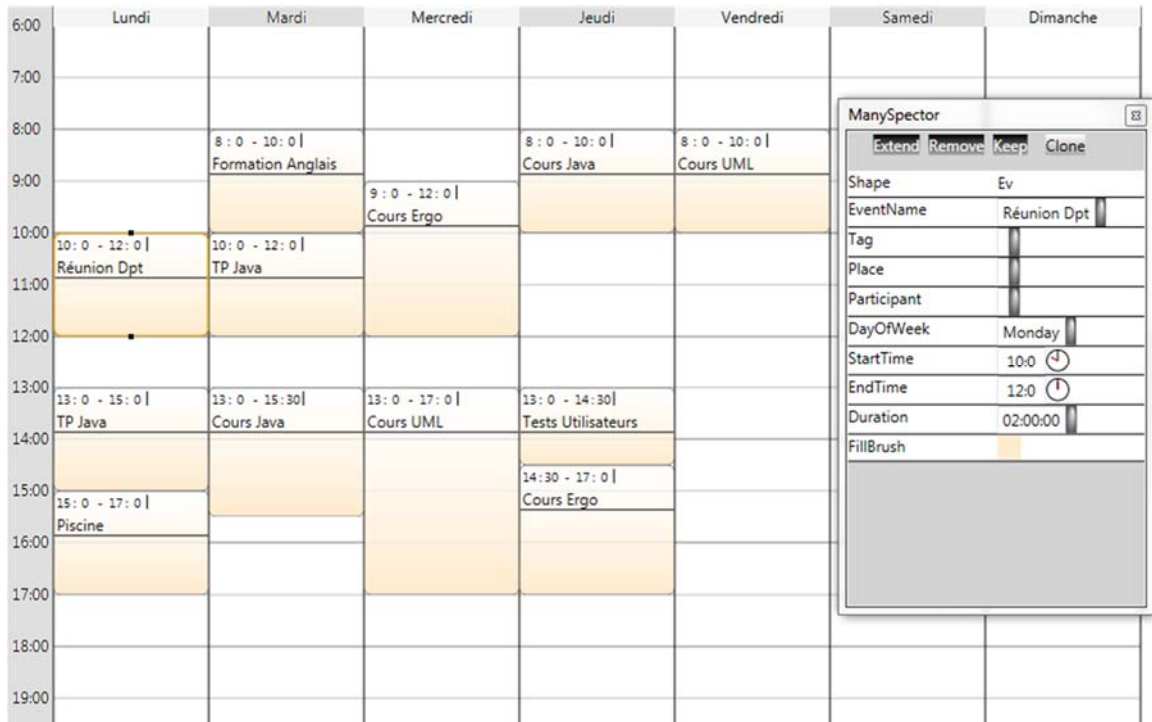 Lundi Mardi Mercredi Jeudi Vendredi Samedi Dimanche
6:00
7:00
8:00
9:00
10:00
11:00
12:00
13:00
14:00
15:00
16:00
17:00
18:00
19:00
10: 0 - 12: 0
Réunion Dpt
13: 0 - 15: 0
TP Java
15: 0 - 17: 0
Piscine
8: 0 - 10: 0
Formation Anglais
10: 0 - 12: 0
TP Java
13: 0 - 15:30
Cours Java
9: 0 - 12: 0
Cours Ergo
13: 0 - 17: 0
Cours UML
8: 0 - 10: 0
Cours Java
13: 0 - 14:30
Tests Utilisateurs
14:30 - 17: 0
Cours Ergo
8: 0 - 10: 0
Cours UML
ManySpector
Extend Remove Keep Clone
Shape Ev
EventName Réunion Dpt
Tag
Place
Participant
DayOfWeek Monday
StartTime 10:0
EndTime 12:0
Duration 02:00:00
FillBrush